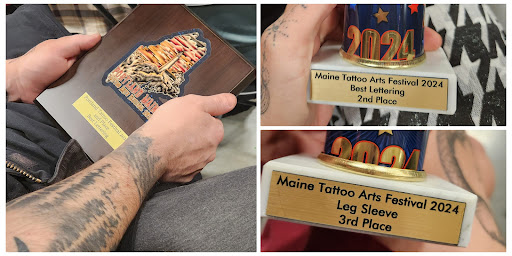 2024
Maine Tattoo Arts Festival 2024
Best Lettering
2nd Place
2024
Maine Tattoo Arts Festival 2024
Leg Sleeve
3rd Place